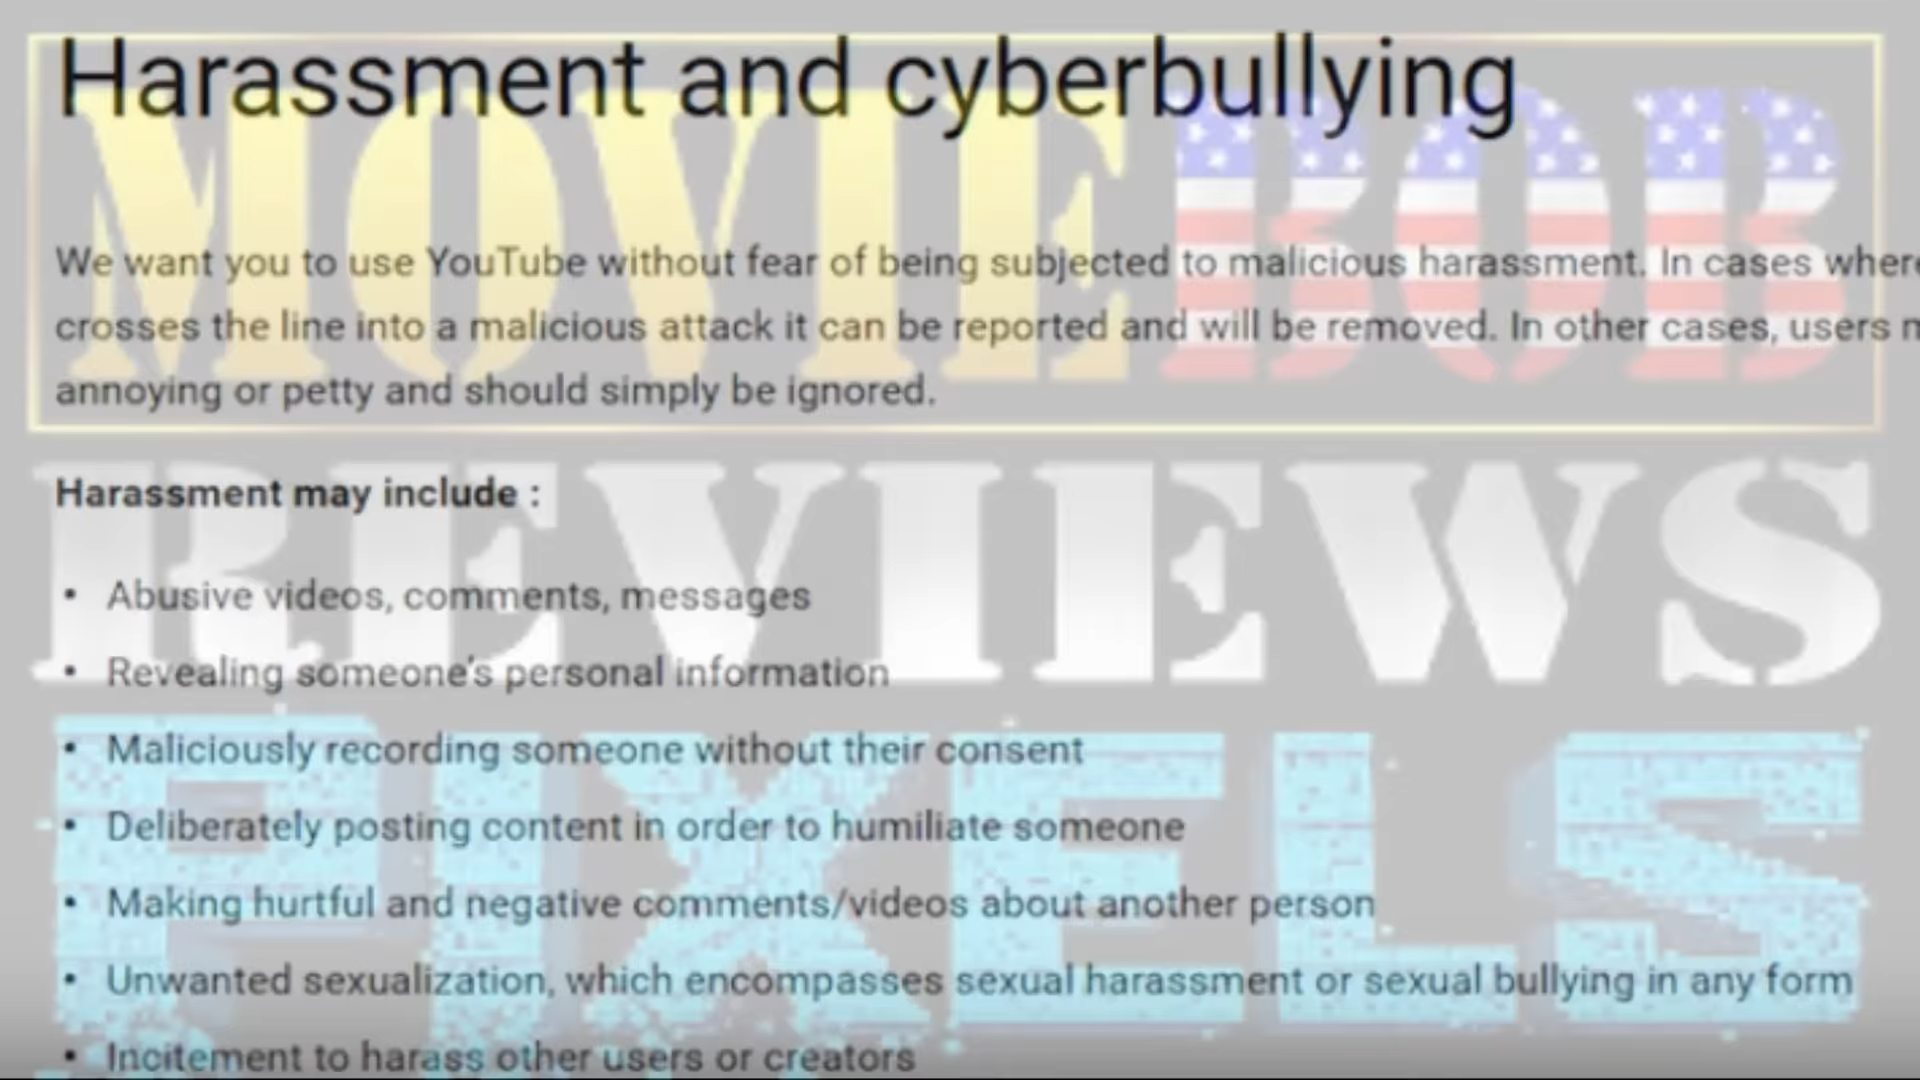 Harassment and cyberbullying
MOVIEBOB
We want you to use YouTube without fear of being subjected to malicious harassment. In cases where
crosses the line into a malicious attack it can be reported and will be removed. In other cases, users
annoying or petty and should simply be ignored.
REVIEWS
Harassment may include :
• Abusive videos, comments, messages
• Revealing someone's personal information
PIXELS
• Maliciously recording someone without their consent
• Deliberately posting content in order to humiliate someone
• Making hurtful and negative comments/videos about another person
• Unwanted sexualization, which encompasses sexual harassment or sexual bullying in any form
• Incitement to harass other users or creators